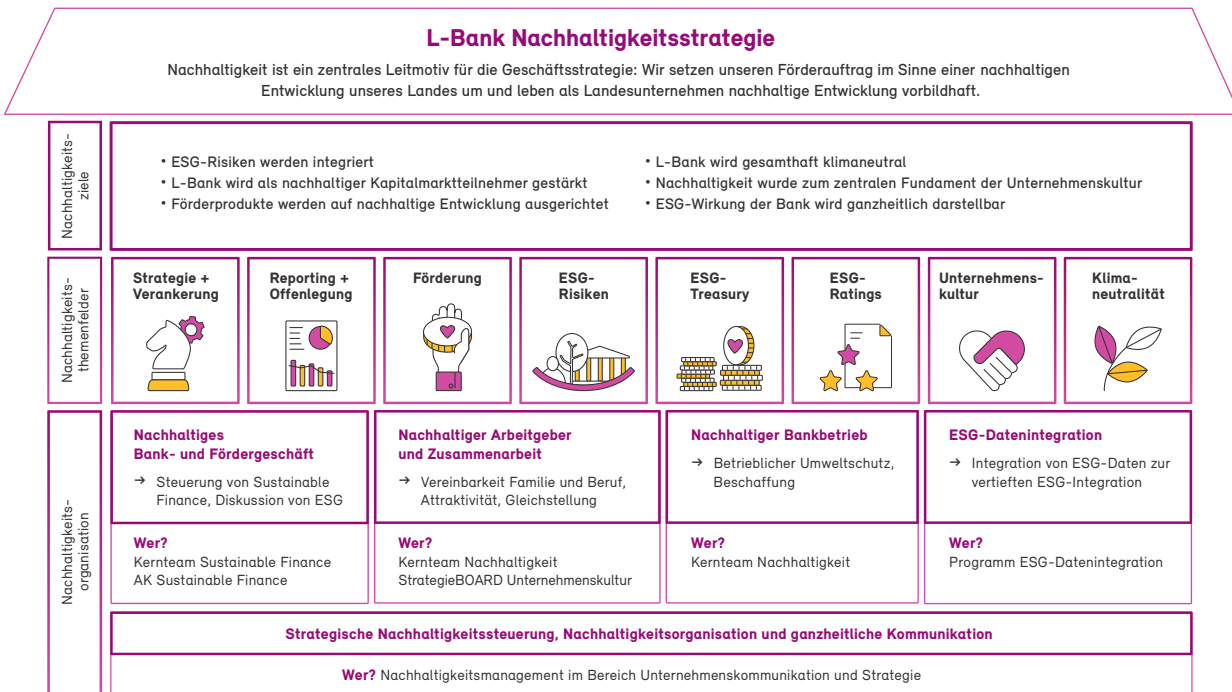 L-Bank Nachhaltigkeitsstrategie
Nachhaltigkeit ist ein zentrales Leitmotiv für die Geschäftsstrategie: Wir setzen unseren Förderauftrag im Sinne einer nachhaltigen
Entwicklung unseres Landes um und leben als Landesunternehmen nachhaltige Entwicklung vorbildhaft.
Nachhaltigkeits-
ziele
• ESG-Risiken werden integriert
• L-Bank wird als nachhaltiger Kapitalmarktteilnehmer gestärkt
• Förderprodukte werden auf nachhaltige Entwicklung ausgerichtet
• L-Bank wird gesamthaft klimaneutral
• Nachhaltigkeit wurde zum zentralen Fundament der Unternehmenskultur
• ESG-Wirkung der Bank wird ganzheitlich darstellbar
Nachhaltigkeits-
themenfelder
Strategie +
Verankerung
Reporting +
Offenlegung
Förderung
ESG-
Risiken
ESG-
Treasury
ESG-
Ratings
Unternehmens-
kultur
Klima-
neutralität
Nachhaltigkeits-
organisation
Nachhaltiges
Bank- und Fördergeschäft
→ Steuerung von Sustainable
Finance, Diskussion von ESG
Wer?
Kernteam Sustainable Finance
AK Sustainable Finance
Nachhaltiger Arbeitgeber
und Zusammenarbeit
→ Vereinbarkeit Familie und Beruf,
Attraktivität, Gleichstellung
Wer?
Kernteam Nachhaltigkeit
StrategieBOARD Unternehmenskultur
Nachhaltiger Bankbetrieb
→ Betrieblicher Umweltschutz,
Beschaffung
Wer?
Kernteam Nachhaltigkeit
ESG-Datenintegration
→ Integration von ESG-Daten zur
vertieften ESG-Integration
Wer?
Programm ESG-Datenintegration
Strategische Nachhaltigkeitssteuerung, Nachhaltigkeitsorganisation und ganzheitliche Kommunikation
Wer? Nachhaltigkeitsmanagement im Bereich Unternehmenskommunikation und Strategie